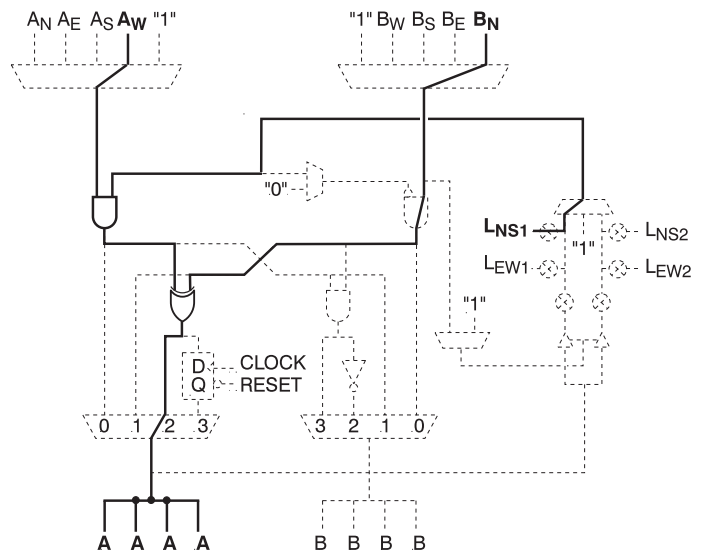 AN AE AS AW "1" "1" BW BS BE BN
"0"
LNS1 "1" LNS2
LEW1 LEW2
"1"
D CLOCK
Q RESET
0 1 2 3 3 2 1 0
A A A A B B B B